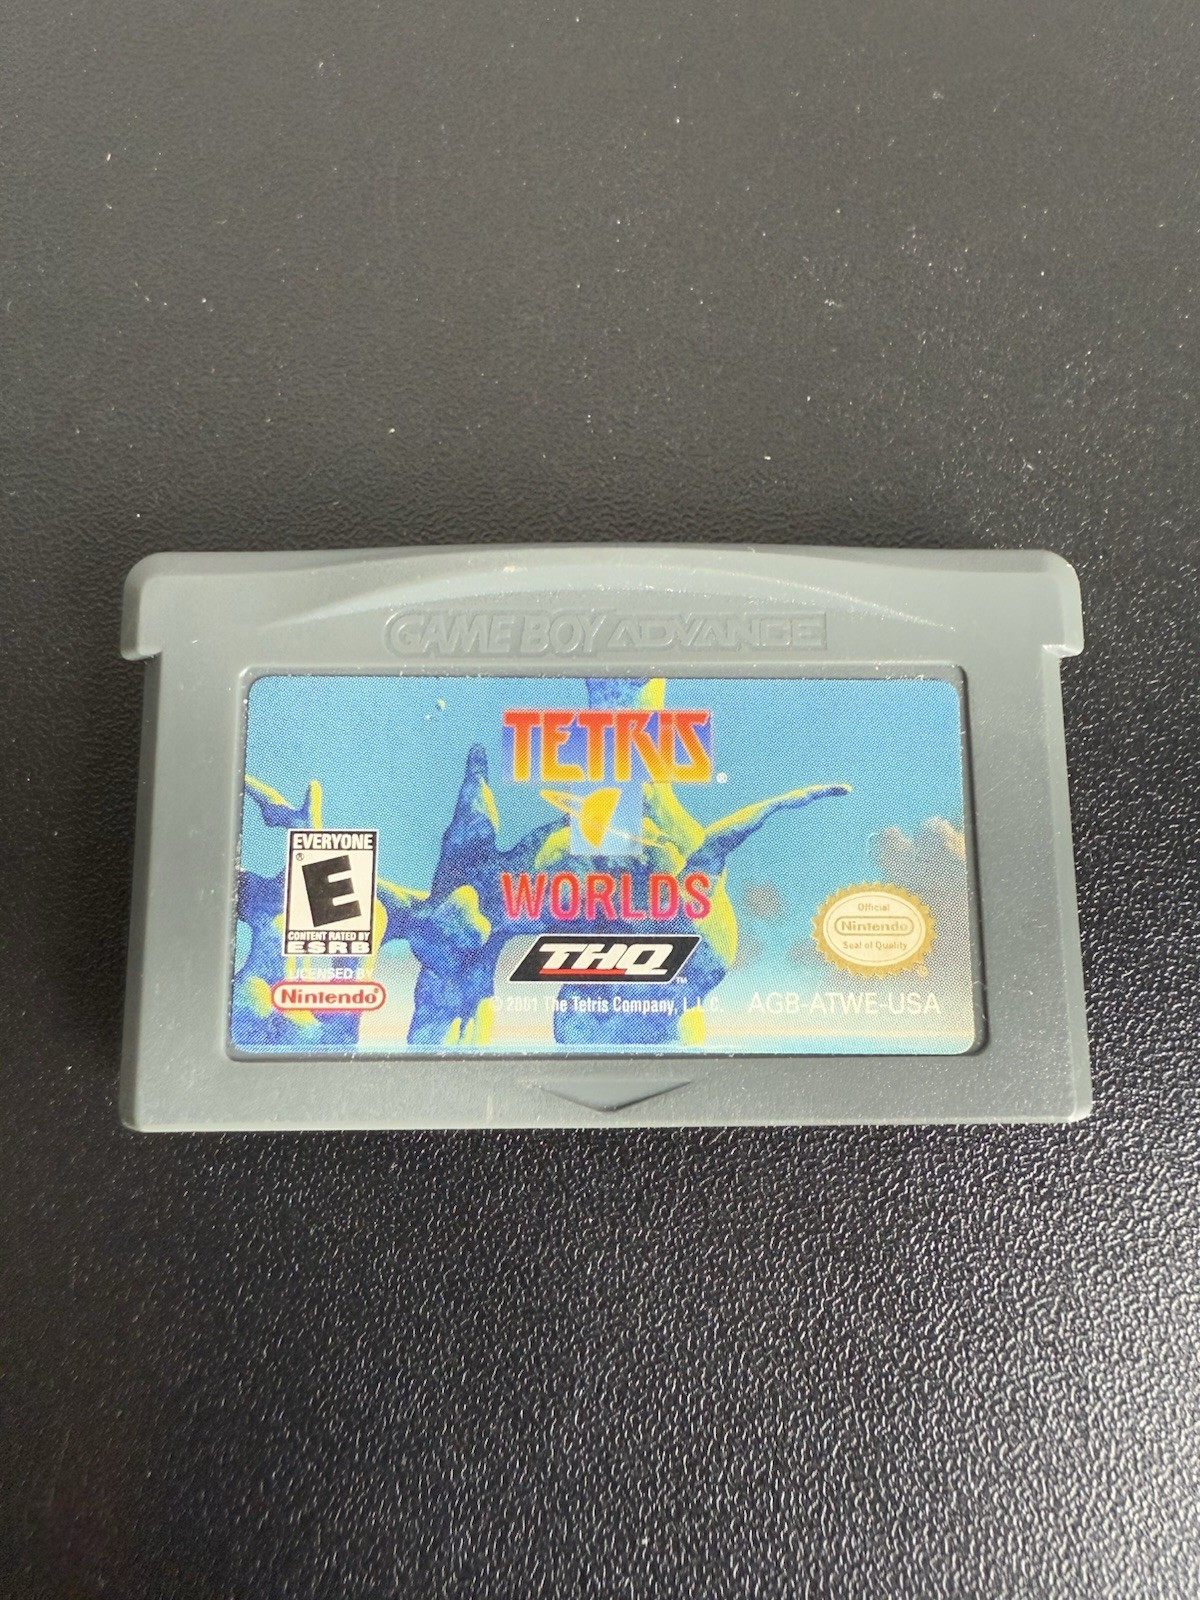 GAME BOY ADVANCE
TETRIS®
WORLDS
EVERYONE
E®
CONTENT RATED BY
ESRB
LICENSED BY
Nintendo®
THQ™
© 2001 The Tetris Company, L.L.C.
Official
Nintendo
Seal of Quality
AGB-ATWE-USA